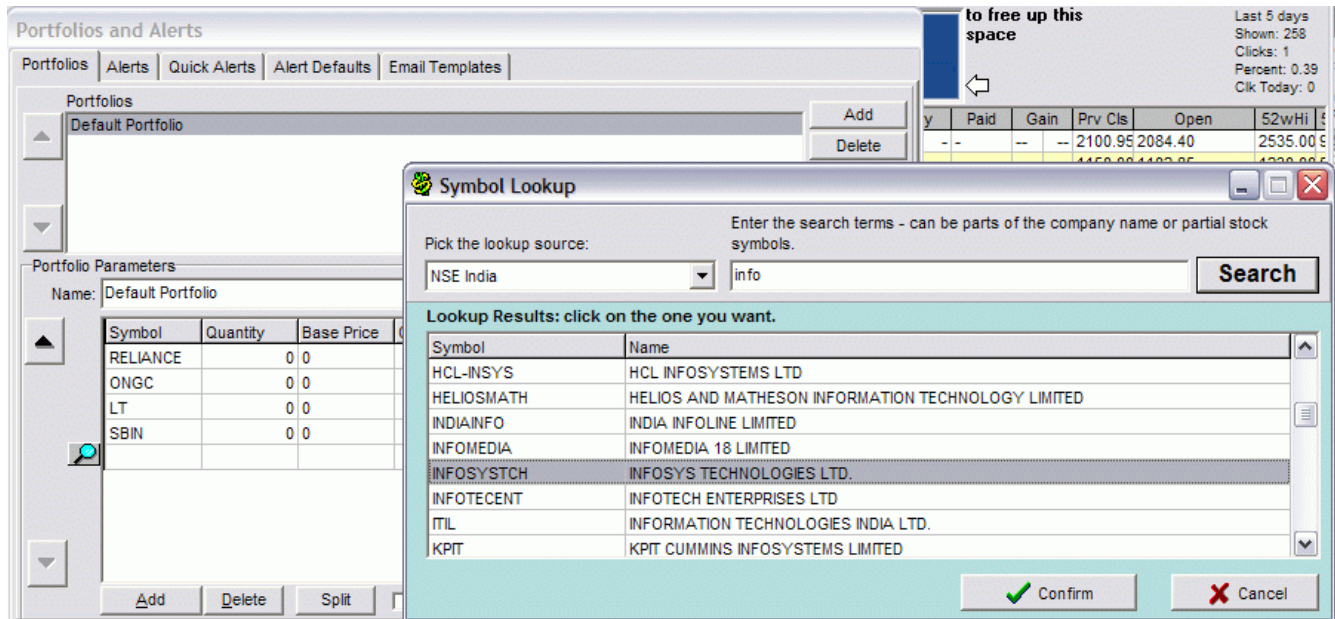 Portfolios and Alerts
Portfolios Alerts Quick Alerts Alert Defaults Email Templates
Portfolios
Default Portfolio
Add
Delete
to free up this
space
Last 5 days
Shown: 258
Clicks: 1
Percent: 0.39
Clk Today: 0
y Paid Gain Prv Cls Open 52wHi
- - -- -- 2100.95 2084.40 2535.00
Symbol Lookup
Pick the lookup source:
Enter the search terms - can be parts of the company name or partial stock
symbols.
NSE India
info
Search
Lookup Results: click on the one you want.
Symbol Name
HCL-INSYS HCL INFOSYSTEMS LTD
HELIOSMATH HELIOS AND MATHESON INFORMATION TECHNOLOGY LIMITED
INDIAINFO INDIA INFOLINE LIMITED
INFOMEDIA INFOMEDIA 18 LIMITED
INFOSYSTCH INFOSYS TECHNOLOGIES LTD.
INFOTECENT INFOTECH ENTERPRISES LTD
ITIL INFORMATION TECHNOLOGIES INDIA LTD.
KPIT KPIT CUMMINS INFOSYSTEMS LIMITED
Confirm
Cancel
Portfolio Parameters
Name: Default Portfolio
Symbol Quantity Base Price
RELIANCE 0 0
ONGC 0 0
LT 0 0
SBIN 0 0
Add Delete Split